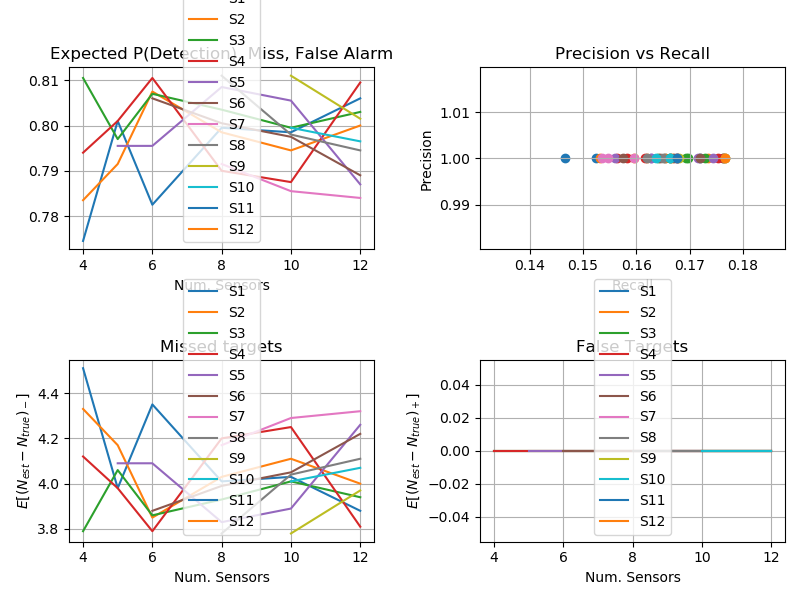 S1
S2
S3
S4
S5
S6
S7
S8
S9
S10
S11
S12
Expected P(Detection), Miss, False Alarm
0.81
0.80
0.79
0.78
4 6 8 10 12
Num. Sensors
Precision vs Recall
Precision
1.01
1.00
0.99
0.14 0.15 0.16 0.17 0.18
Recall
Missed targets
E[(N_est − N_true)_−]
4.4
4.2
4.0
3.8
4 6 8 10 12
Num. Sensors
S1
S2
S3
S4
S5
S6
S7
S8
S9
S10
S11
S12
False Targets
E[(N_est − N_true)_+]
0.04
0.02
0.00
−0.02
−0.04
4 6 8 10 12
Num. Sensors
S1
S2
S3
S4
S5
S6
S7
S8
S9
S10
S11
S12